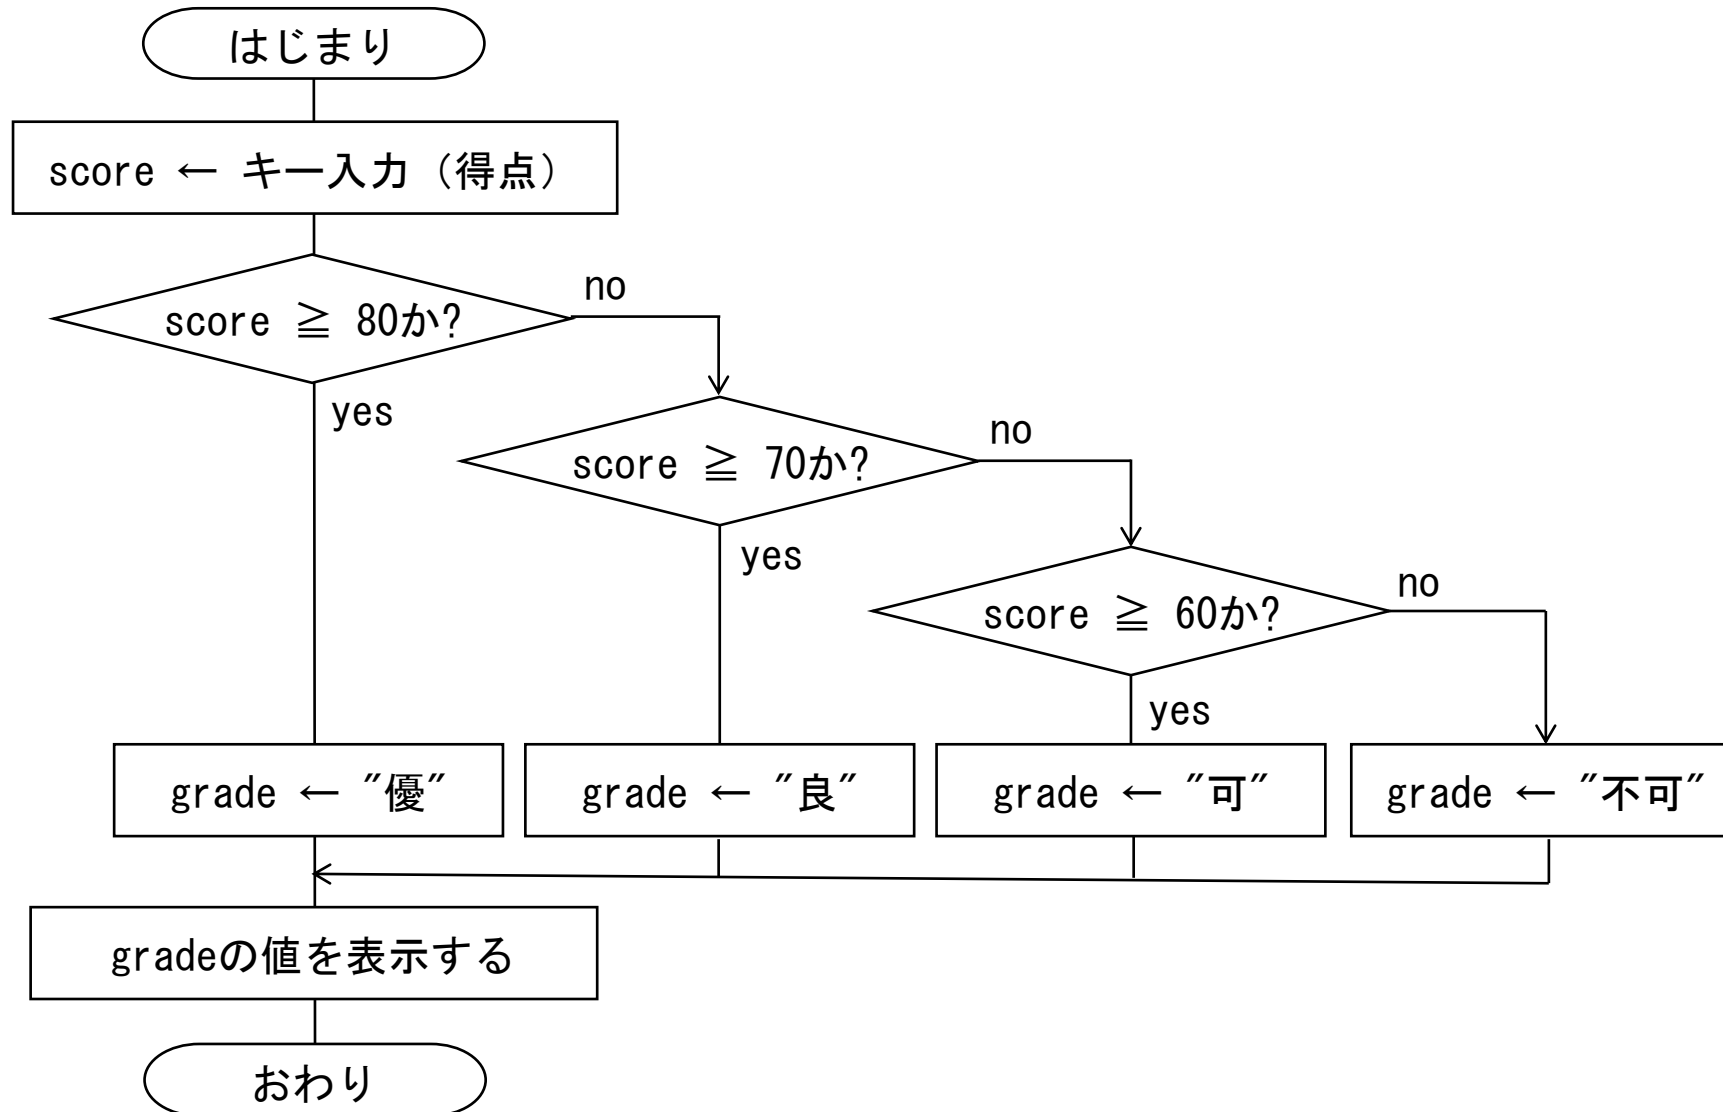 はじまり
score ← キー入力（得点）
score ≧ 80か?
no
yes
score ≧ 70か?
no
yes
score ≧ 60か?
no
yes
grade ← ″優″
grade ← ″良″
grade ← ″可″
grade ← ″不可″
gradeの値を表示する
おわり